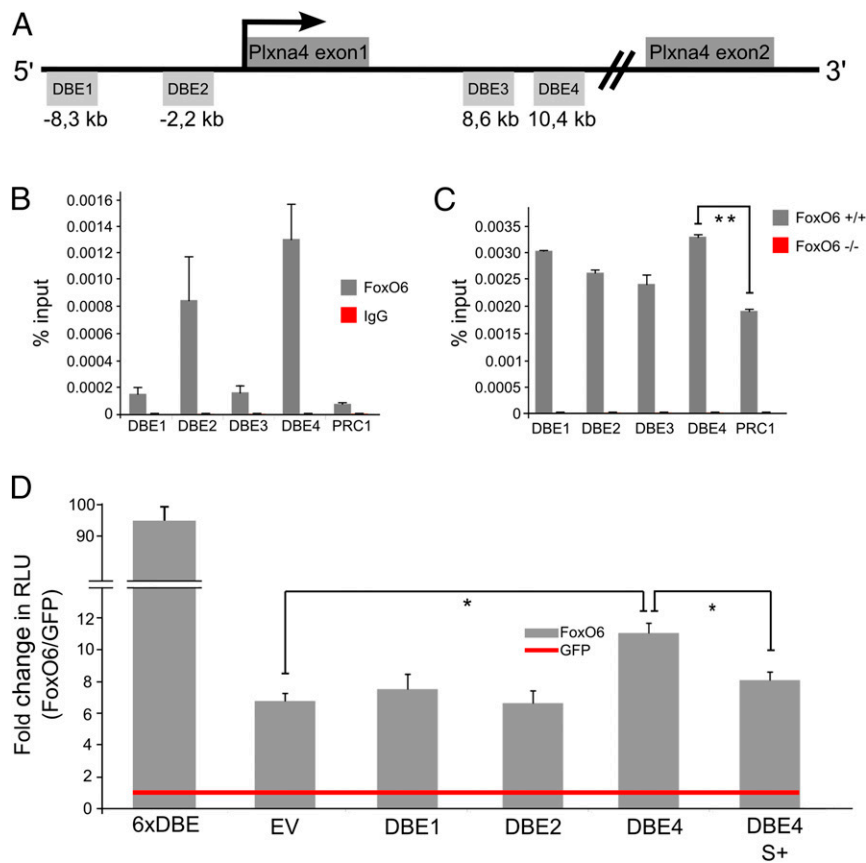 A
Plxna4 exon1
Plxna4 exon2
5'
3'
DBE1
DBE2
DBE3
DBE4
-8,3 kb
-2,2 kb
8,6 kb
10,4 kb
B
% input
0.0016
0.0014
0.0012
0.0010
0.0008
0.0006
0.0004
0.0002
0
DBE1
DBE2
DBE3
DBE4
PRC1
FoxO6
IgG
C
% input
0.0035
0.003
0.0025
0.002
0.0015
0.001
0.0005
0
DBE1
DBE2
DBE3
DBE4
PRC1
**
FoxO6 +/+
FoxO6 -/-
D
Fold change in RLU
(FoxO6/GFP)
100
90
12
10
8
6
4
2
0
*
*
FoxO6
GFP
6xDBE
EV
DBE1
DBE2
DBE4
DBE4
S+